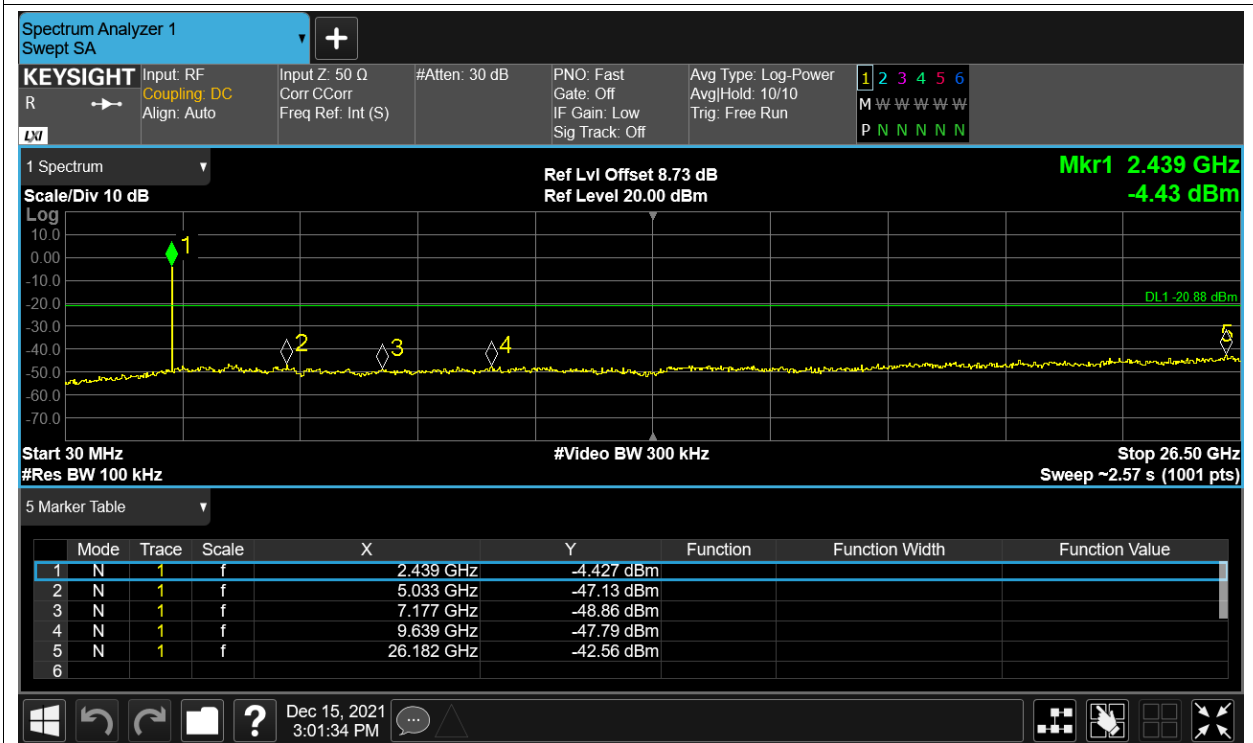 Spectrum Analyzer 1
Swept SA
KEYSIGHT
R
LXI
Input: RF
Coupling: DC
Align: Auto
Input Z: 50 Ω
Corr CCorr
Freq Ref: Int (S)
#Atten: 30 dB
PNO: Fast
Gate: Off
IF Gain: Low
Sig Track: Off
Avg Type: Log-Power
Avg|Hold: 10/10
Trig: Free Run
1 2 3 4 5 6
M W W W W W
P N N N N N
1 Spectrum
Scale/Div 10 dB
Ref Lvl Offset 8.73 dB
Ref Level 20.00 dBm
Mkr1 2.439 GHz
-4.43 dBm
Log
10.0
0.00
-10.0
-20.0
-30.0
-40.0
-50.0
-60.0
-70.0
1
2
3
4
5
DL1 -20.88 dBm
Start 30 MHz
#Res BW 100 kHz
#Video BW 300 kHz
Stop 26.50 GHz
Sweep ~2.57 s (1001 pts)
5 Marker Table
Mode Trace Scale X Y Function Function Width Function Value
1 N 1 f 2.439 GHz -4.427 dBm
2 N 1 f 5.033 GHz -47.13 dBm
3 N 1 f 7.177 GHz -48.86 dBm
4 N 1 f 9.639 GHz -47.79 dBm
5 N 1 f 26.182 GHz -42.56 dBm
6
?
Dec 15, 2021
3:01:34 PM